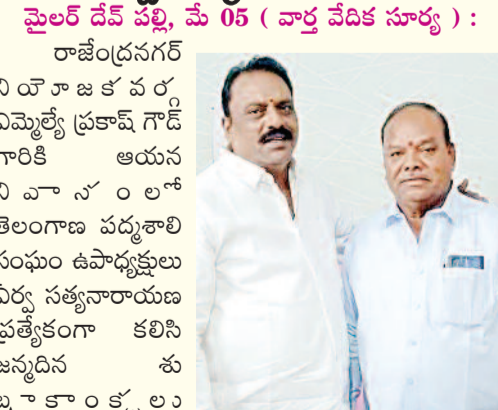 మైలర్ దేవ్ పల్లి, మే 05 ( వార్త వేదిక సూర్య ) :
రాజేంద్రనగర్
నియోజకవర్గ
ఎమ్మెల్యే ప్రకాష్ గౌడ్
గారికి ఆయన
నివాసంలో
తెలంగాణ పద్మశాలి
సంఘం ఉపాధ్యక్షులు
ఏర్వ సత్యనారాయణ
ప్రత్యేకంగా కలిసి
జన్మదిన శు